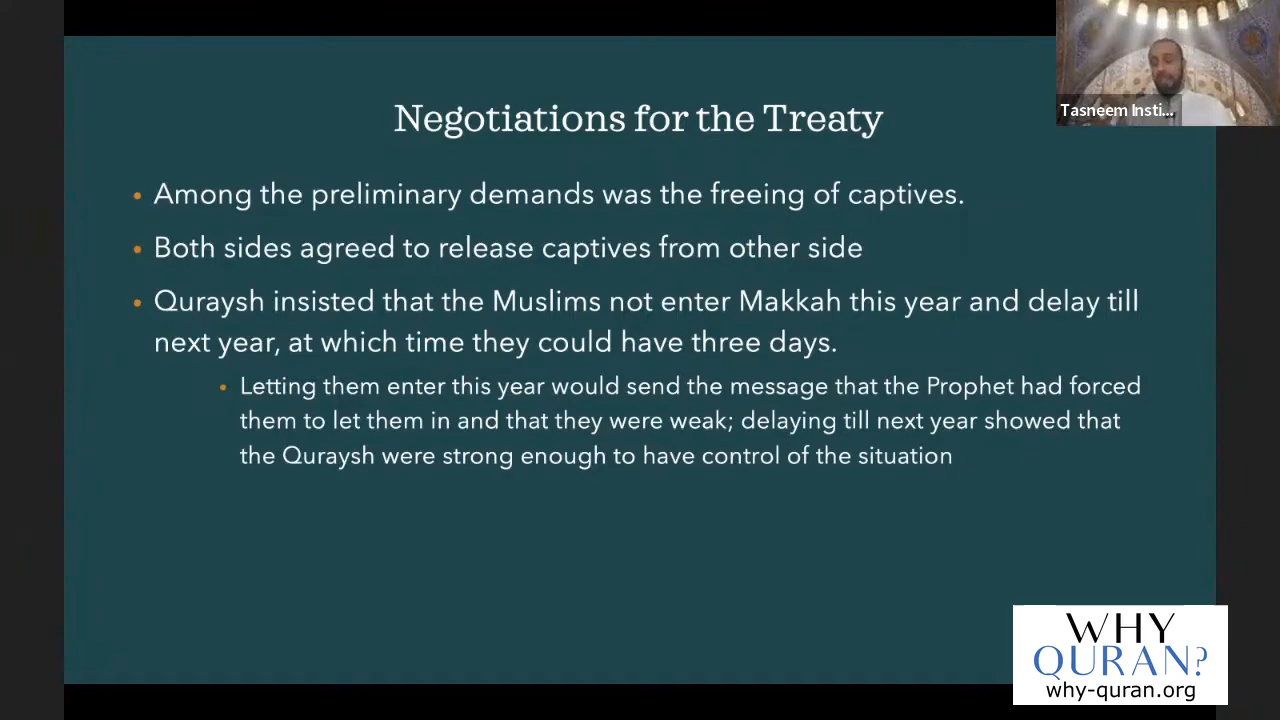 Negotiations for the Treaty
Tasneem Insti...
• Among the preliminary demands was the freeing of captives.
• Both sides agreed to release captives from other side
• Quraysh insisted that the Muslims not enter Makkah this year and delay till
next year, at which time they could have three days.
• Letting them enter this year would send the message that the Prophet had forced
them to let them in and that they were weak; delaying till next year showed that
the Quraysh were strong enough to have control of the situation
WHY
QURAN?
why-quran.org